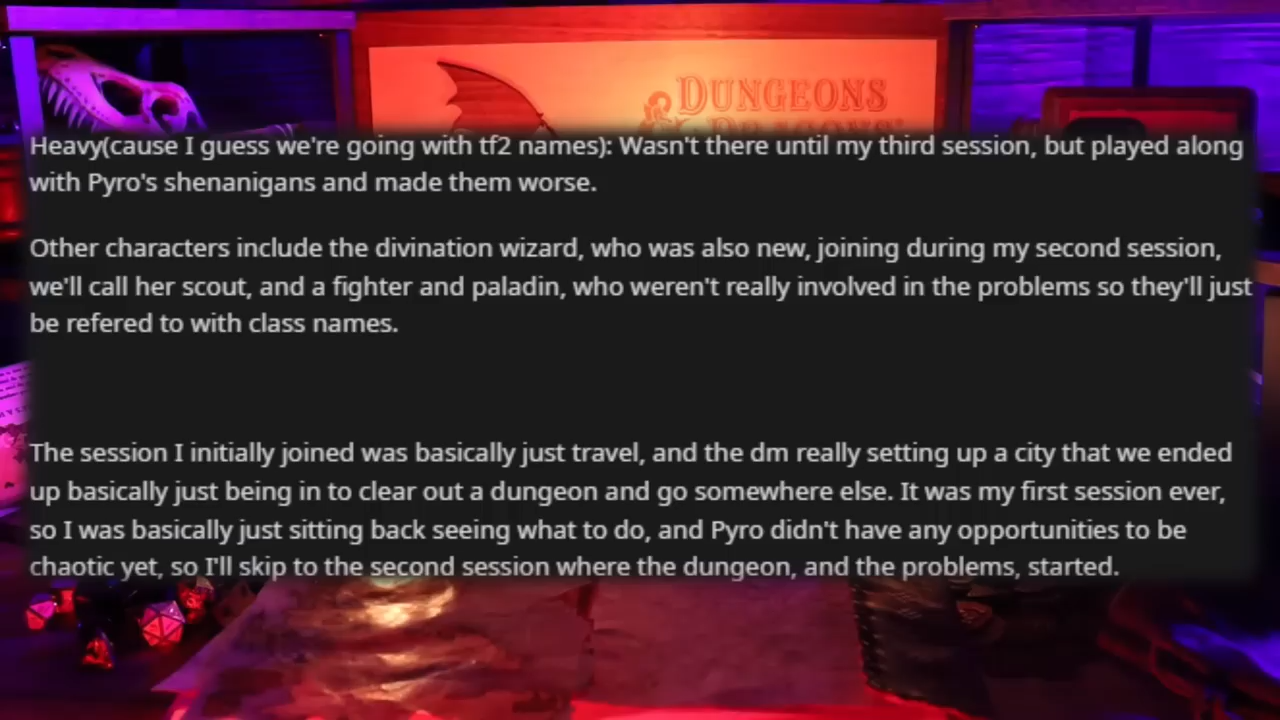 DUNGEONS
& DRAGONS
Heavy(cause I guess we're going with tf2 names): Wasn't there until my third session, but played along
with Pyro's shenanigans and made them worse.
Other characters include the divination wizard, who was also new, joining during my second session,
we'll call her scout, and a fighter and paladin, who weren't really involved in the problems so they'll just
be refered to with class names.
The session I initially joined was basically just travel, and the dm really setting up a city that we ended
up basically just being in to clear out a dungeon and go somewhere else. It was my first session ever,
so I was basically just sitting back seeing what to do, and Pyro didn't have any opportunities to be
chaotic yet, so I'll skip to the second session where the dungeon, and the problems, started.